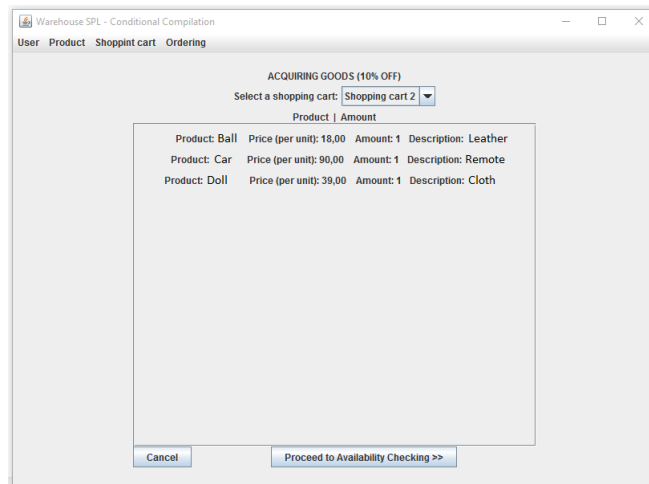 Warehouse SPL - Conditional Compilation
User Product Shoppint cart Ordering
ACQUIRING GOODS (10% OFF)
Select a shopping cart: Shopping cart 2
Product | Amount
Product: Ball Price (per unit): 18,00 Amount: 1 Description: Leather
Product: Car Price (per unit): 90,00 Amount: 1 Description: Remote
Product: Doll Price (per unit): 39,00 Amount: 1 Description: Cloth
Cancel Proceed to Availability Checking >>